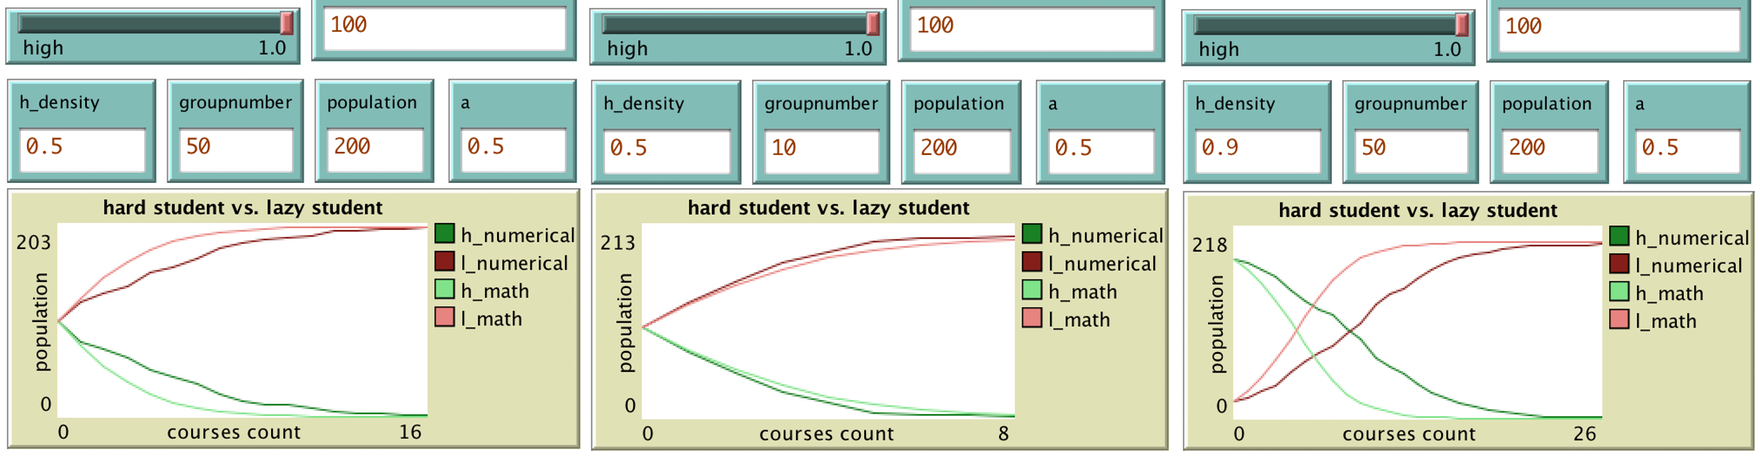 100
high 1.0
h_density groupnumber population a
0.5 50 200 0.5
hard student vs. lazy student
203
population
0
0 courses count 16
h_numerical
l_numerical
h_math
l_math
100
high 1.0
h_density groupnumber population a
0.5 10 200 0.5
hard student vs. lazy student
213
population
0
0 courses count 8
h_numerical
l_numerical
h_math
l_math
100
high 1.0
h_density groupnumber population a
0.9 50 200 0.5
hard student vs. lazy student
218
population
0
0 courses count 26
h_numerical
l_numerical
h_math
l_math